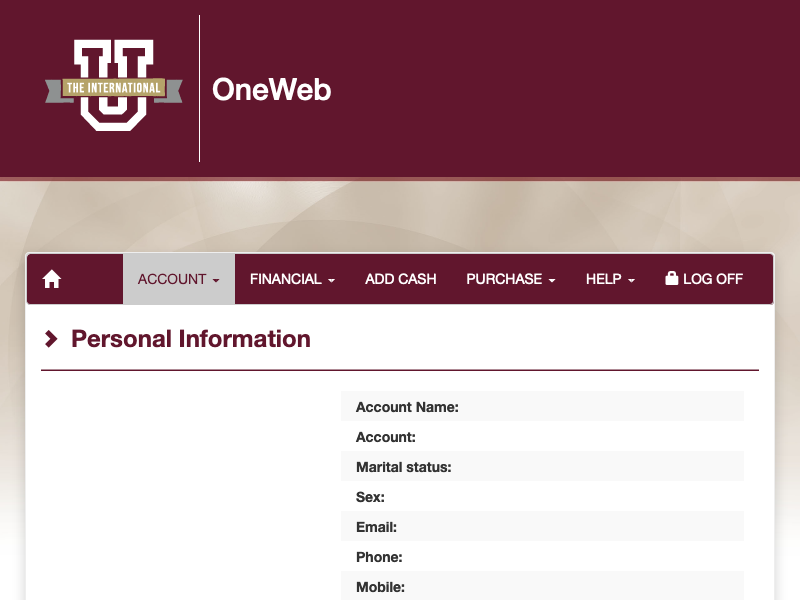 THE INTERNATIONAL
OneWeb
ACCOUNT FINANCIAL ADD CASH PURCHASE HELP LOG OFF
Personal Information
Account Name:
Account:
Marital status:
Sex:
Email:
Phone:
Mobile: